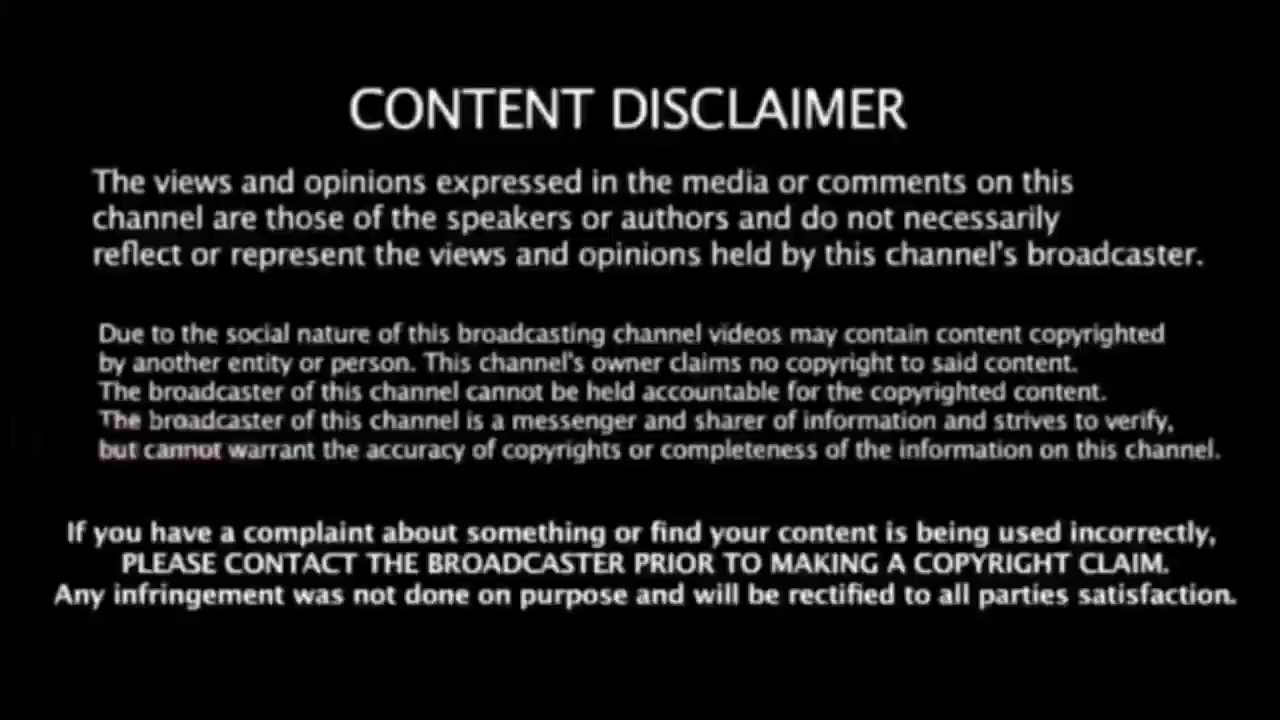 CONTENT DISCLAIMER
The views and opinions expressed in the media or comments on this
channel are those of the speakers or authors and do not necessarily
reflect or represent the views and opinions held by this channel's broadcaster.
Due to the social nature of this broadcasting channel videos may contain content copyrighted
by another entity or person. This channel's owner claims no copyright to said content.
The broadcaster of this channel cannot be held accountable for the copyrighted content.
The broadcaster of this channel is a messenger and sharer of information and strives to verify,
but cannot warrant the accuracy of copyrights or completeness of the information on this channel.
If you have a complaint about something or find your content is being used incorrectly,
PLEASE CONTACT THE BROADCASTER PRIOR TO MAKING A COPYRIGHT CLAIM.
Any infringement was not done on purpose and will be rectified to all parties satisfaction.